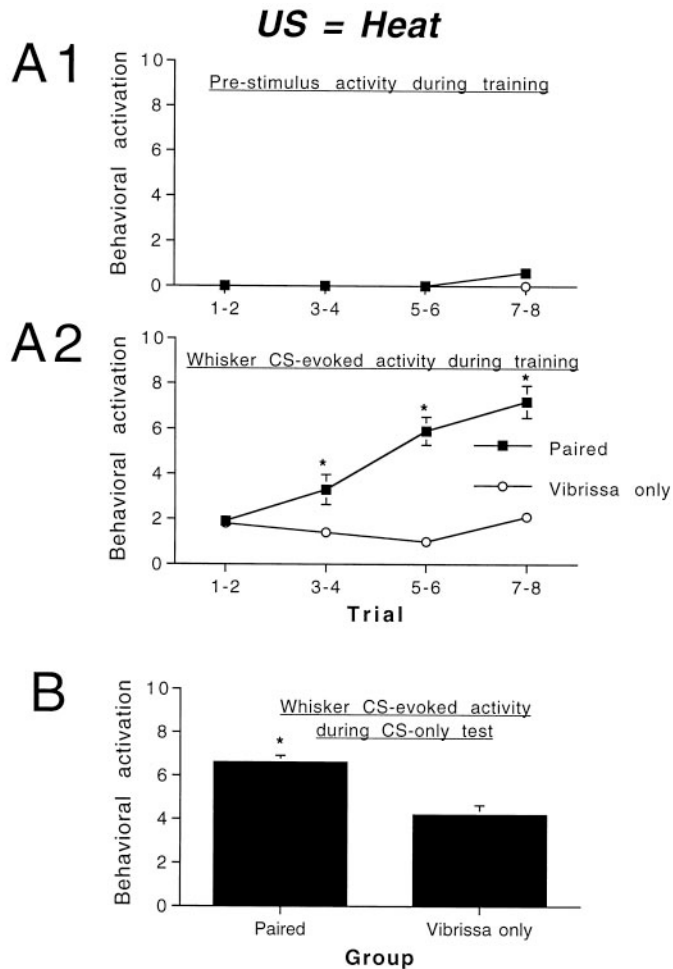 US = Heat
A1
Pre-stimulus activity during training
Behavioral activation
10
8
6
4
2
0
1-2 3-4 5-6 7-8
A2
Whisker CS-evoked activity during training
Behavioral activation
10
8
6
4
2
0
* * *
Paired
Vibrissa only
1-2 3-4 5-6 7-8
Trial
B
Whisker CS-evoked activity
during CS-only test
Behavioral activation
10
8
6
4
2
0
*
Paired Vibrissa only
Group